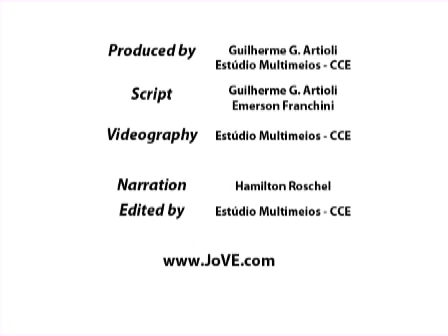 Produced by Guilherme G. Artioli
Estúdio Multimeios - CCE
Script Guilherme G. Artioli
Emerson Franchini
Videography Estúdio Multimeios - CCE
Narration Hamilton Roschel
Edited by Estúdio Multimeios - CCE
www.JoVE.com